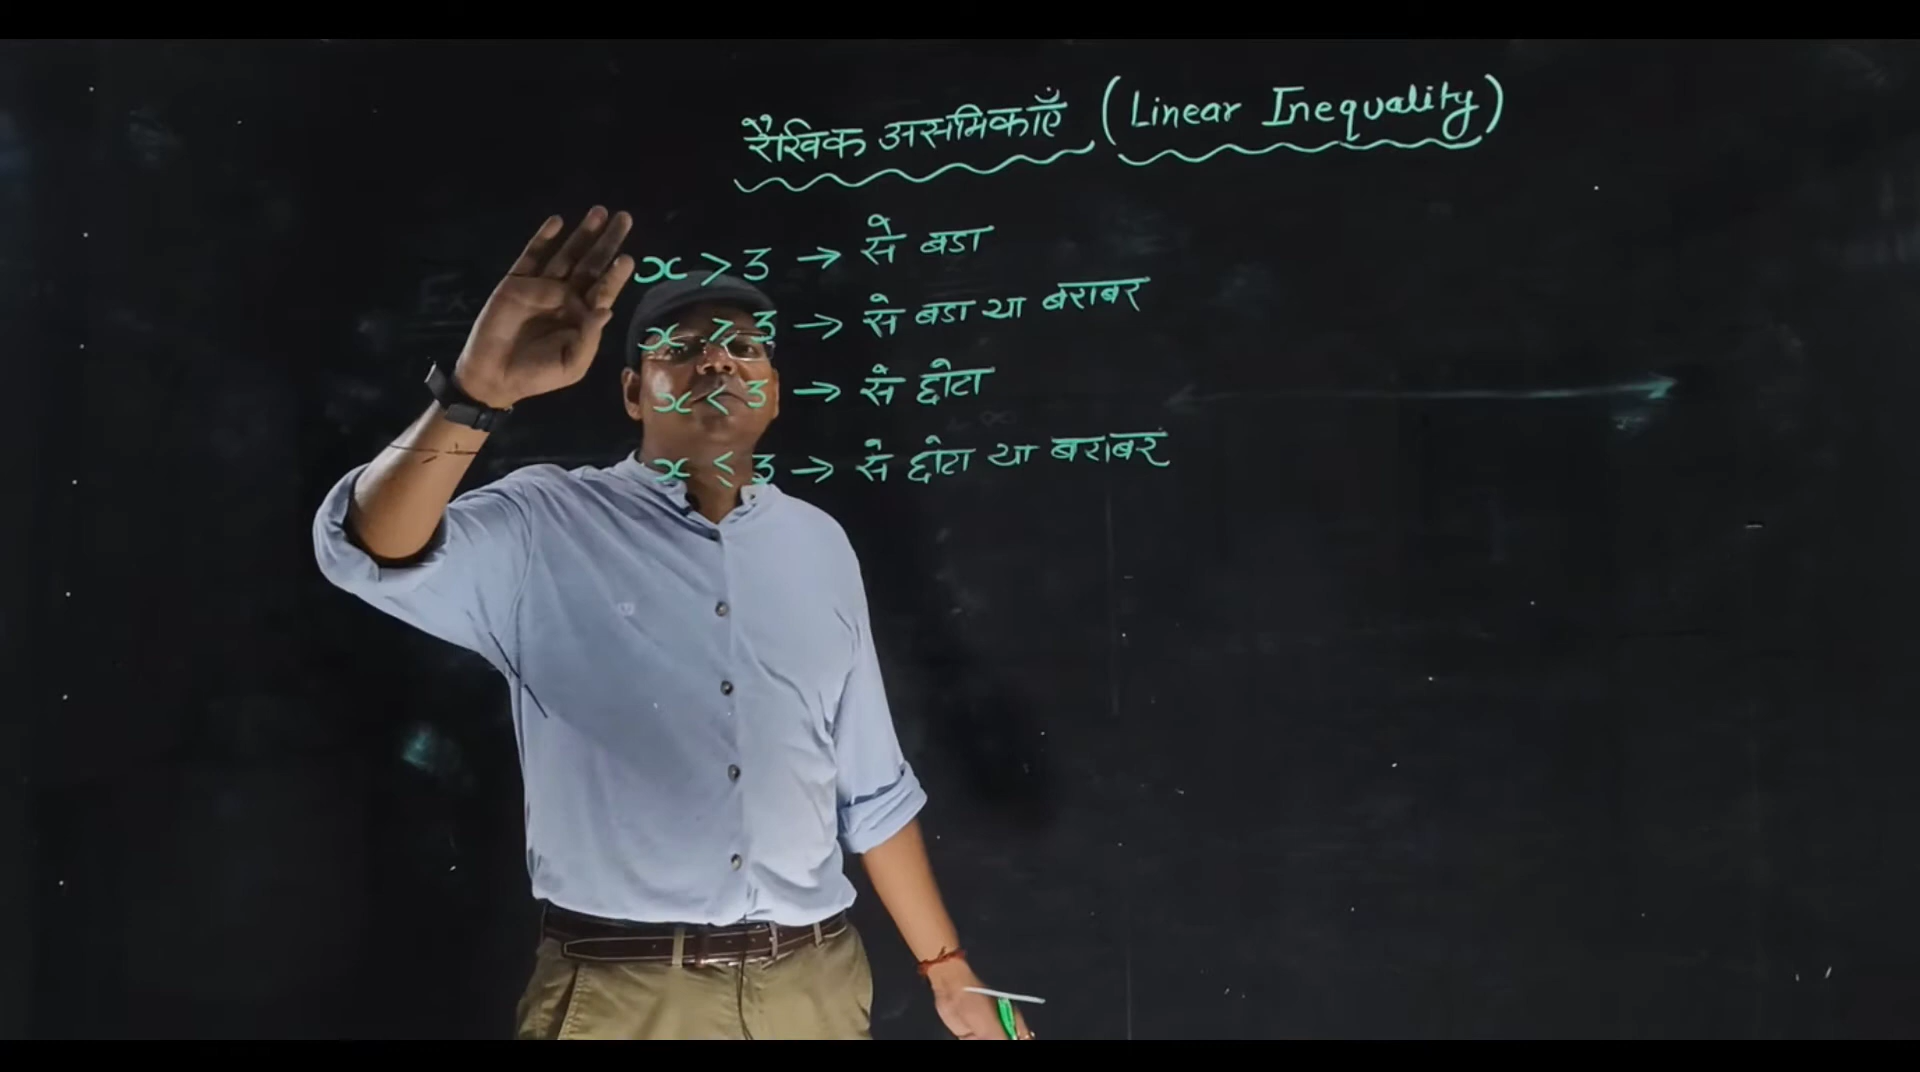 रैखिक असमिकाएँ (Linear Inequality)
x > 3 → से बडा
x ≥ 3 → से बडा या बराबर
x < 3 → से छोटा
x ≤ 3 → से छोटा या बराबर